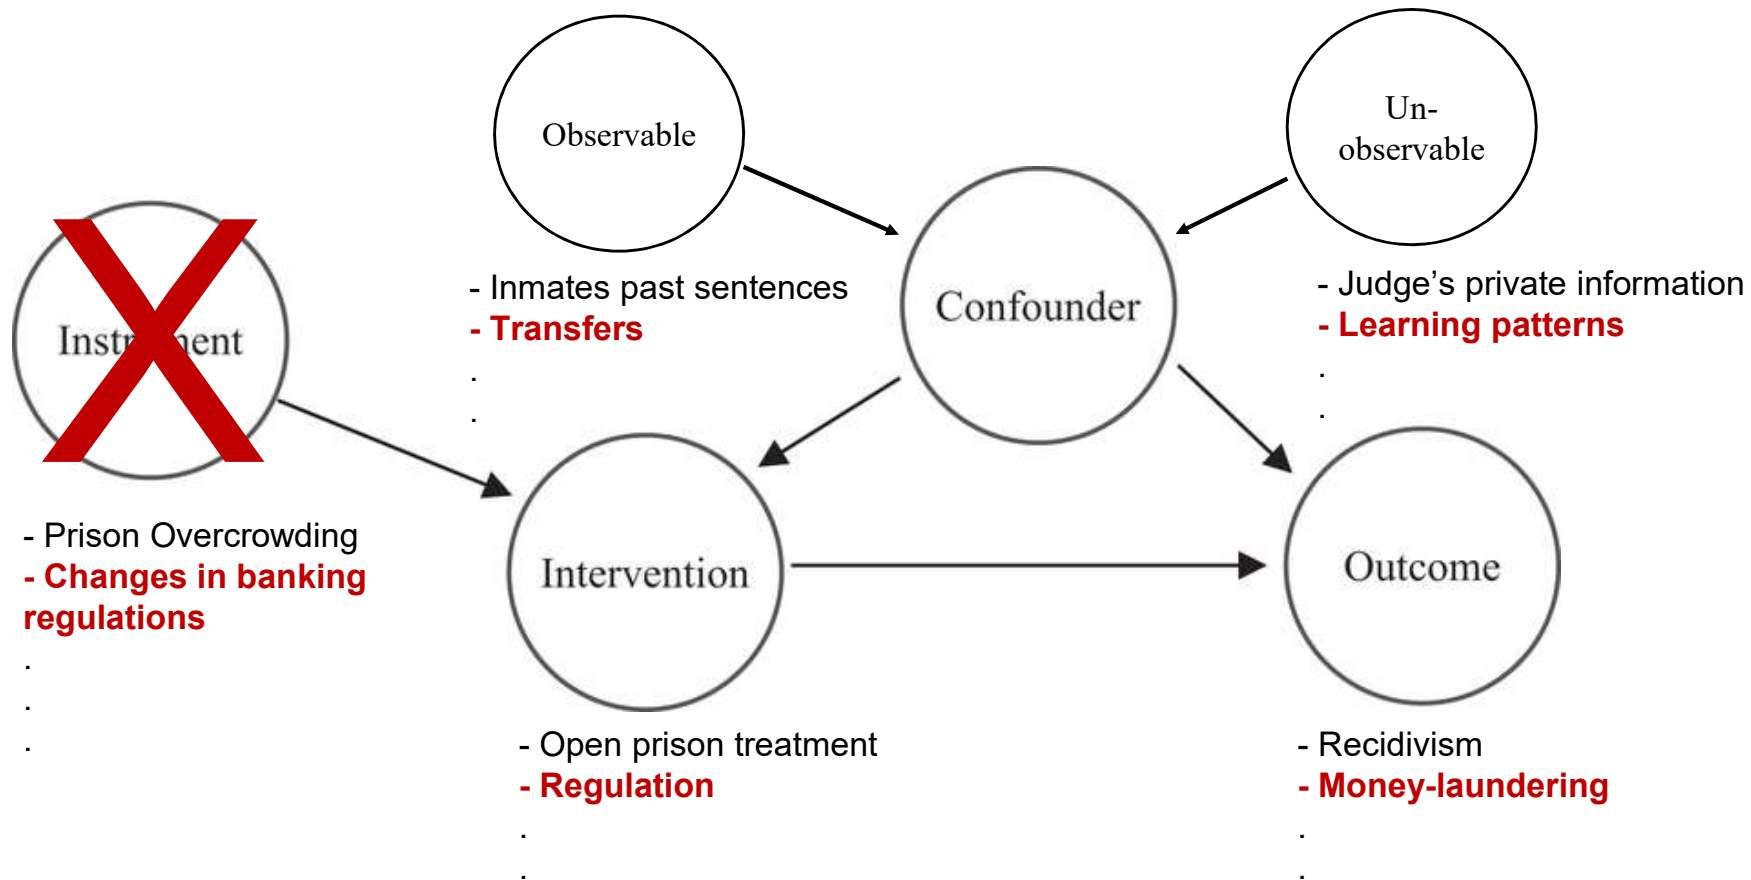 Observable
Un-
observable
- Inmates past sentences
- Transfers
.
.
- Judge's private information
- Learning patterns
.
.
Confounder
Instrument
- Prison Overcrowding
- Changes in banking
regulations
.
.
.
Intervention
- Open prison treatment
- Regulation
.
.
Outcome
- Recidivism
- Money-laundering
.
.